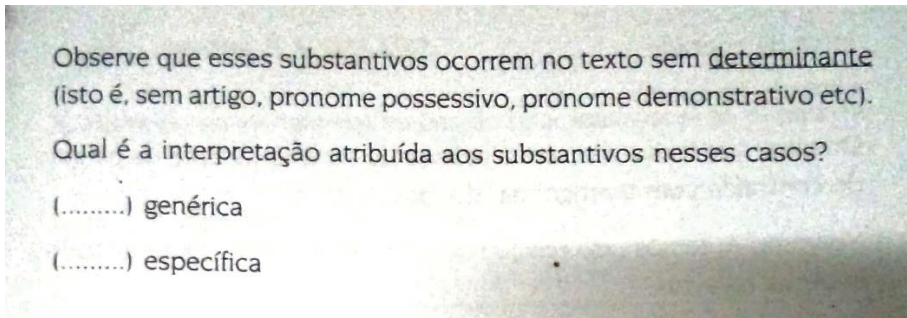 Observe que esses substantivos ocorrem no texto sem determinante
(isto é, sem artigo, pronome possessivo, pronome demonstrativo etc).
Qual é a interpretação atribuída aos substantivos nesses casos?
(.........) genérica
(.........) específica